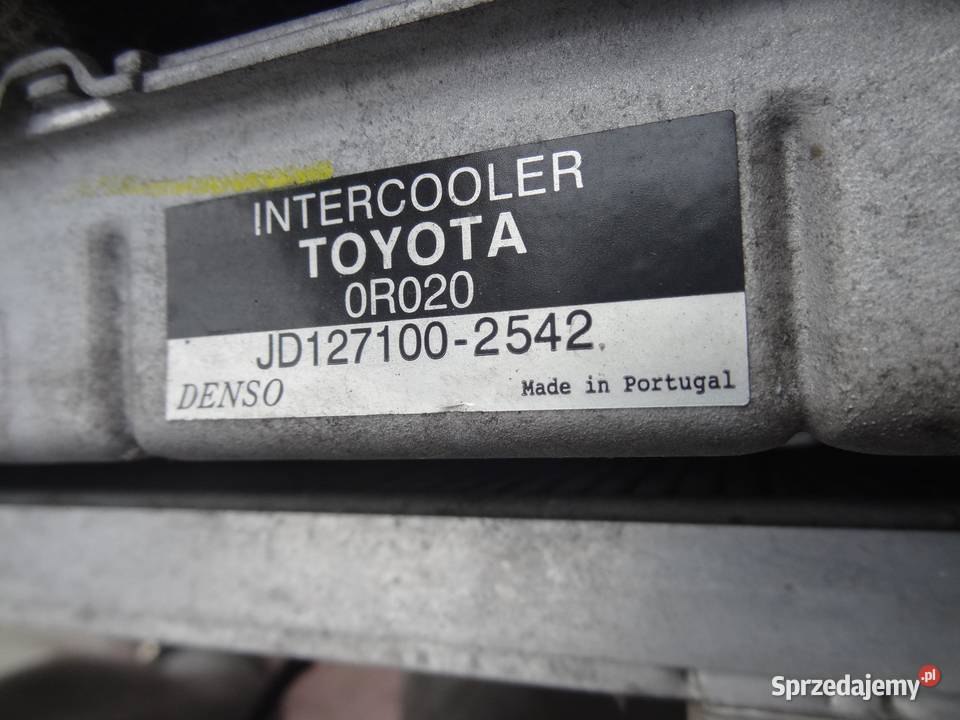 INTERCOOLER
TOYOTA
0R020
JD127100-2542
DENSO Made in Portugal
Sprzedajemy.pl